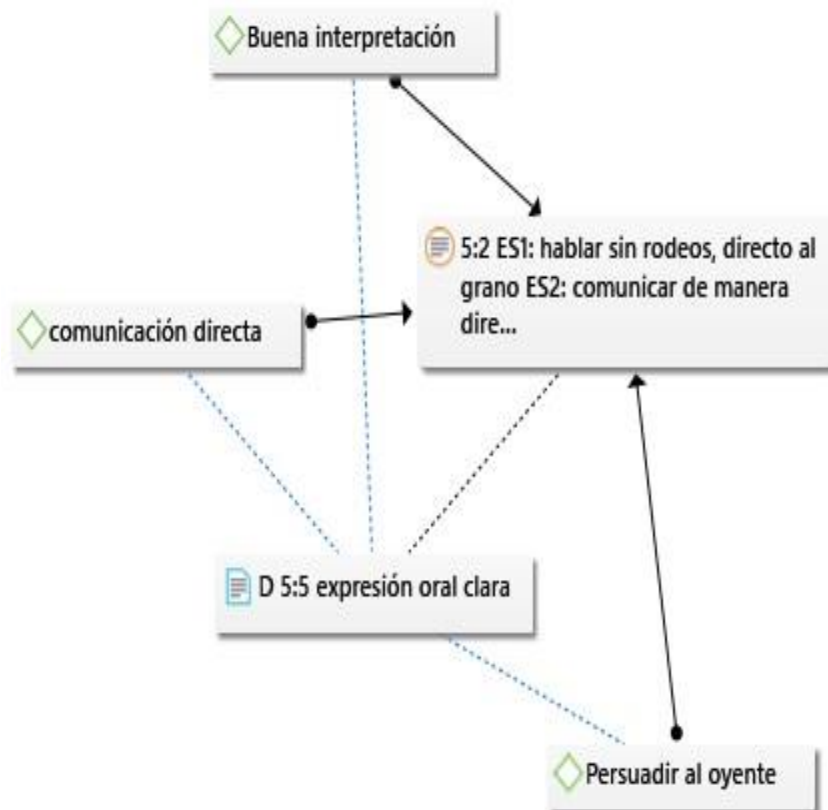 Buena interpretación
5:2 ES1: hablar sin rodeos, directo al
grano ES2: comunicar de manera
dire...
comunicación directa
D 5:5 expresión oral clara
Persuadir al oyente